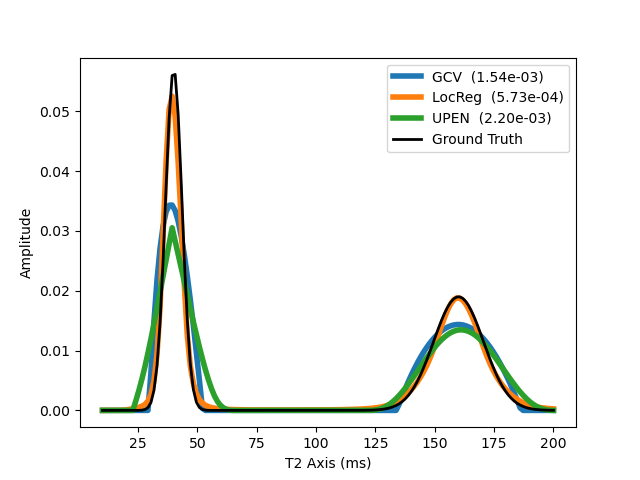 GCV (1.54e-03)
LocReg (5.73e-04)
UPEN (2.20e-03)
Ground Truth
Amplitude
0.05
0.04
0.03
0.02
0.01
0.00
25 50 75 100 125 150 175 200
T2 Axis (ms)